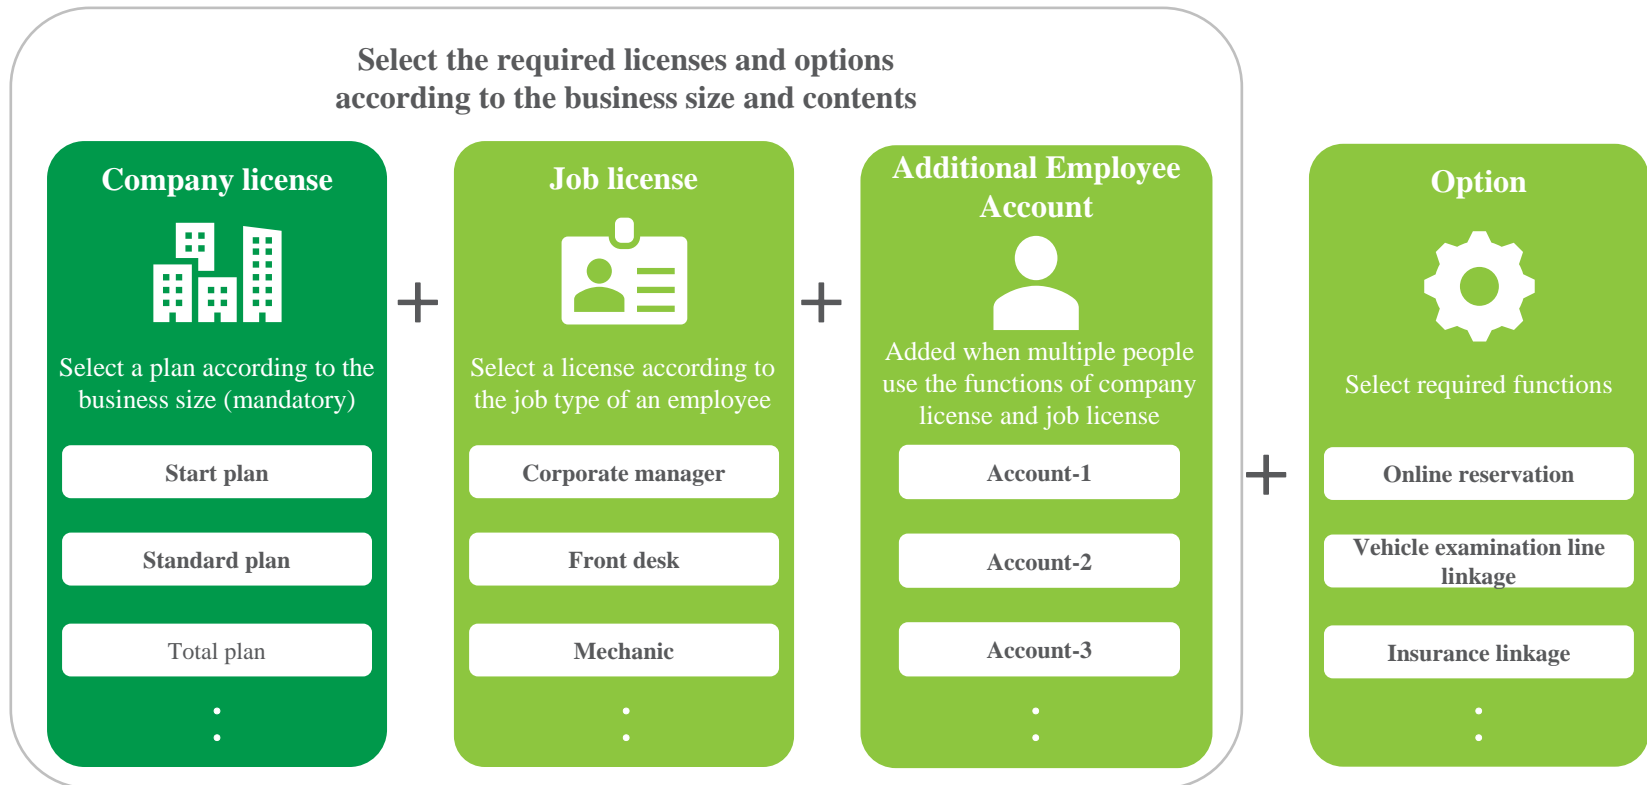 Select the required licenses and options
according to the business size and contents
Company license
Select a plan according to the
business size (mandatory)
Start plan
Standard plan
Total plan
:
Job license
Select a license according to
the job type of an employee
Corporate manager
Front desk
Mechanic
:
Additional Employee
Account
Added when multiple people
use the functions of company
license and job license
Account-1
Account-2
Account-3
:
Option
Select required functions
Online reservation
Vehicle examination line
linkage
Insurance linkage
: